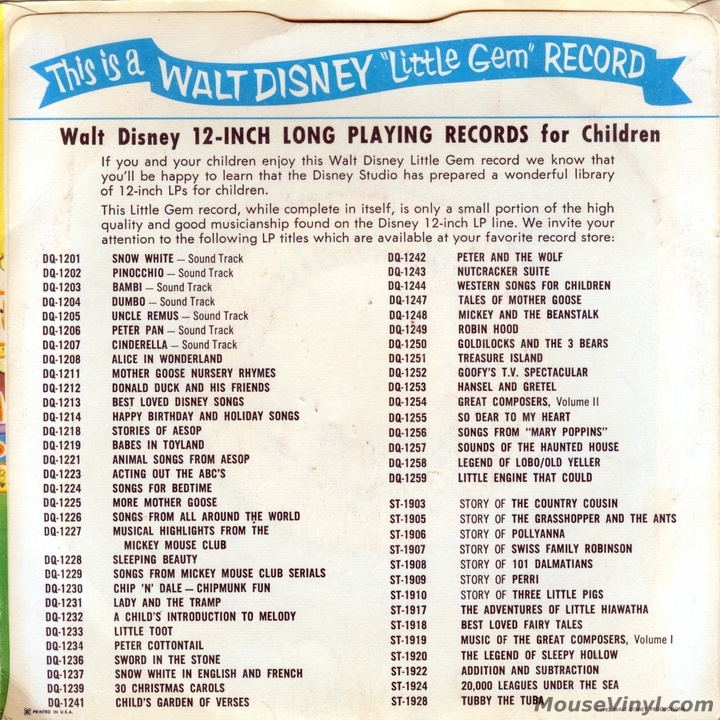 This is a WALT DISNEY "Little Gem" RECORD
Walt Disney 12-INCH LONG PLAYING RECORDS for Children
If you and your children enjoy this Walt Disney Little Gem record we know that
you'll be happy to learn that the Disney Studio has prepared a wonderful library
of 12-inch LPs for children.
This Little Gem record, while complete in itself, is only a small portion of the high
quality and good musicianship found on the Disney 12-inch LP line. We invite your
attention to the following LP titles which are available at your favorite record store:
DQ-1201 SNOW WHITE — Sound Track
DQ-1202 PINOCCHIO — Sound Track
DQ-1203 BAMBI — Sound Track
DQ-1204 DUMBO — Sound Track
DQ-1205 UNCLE REMUS — Sound Track
DQ-1206 PETER PAN — Sound Track
DQ-1207 CINDERELLA — Sound Track
DQ-1208 ALICE IN WONDERLAND
DQ-1211 MOTHER GOOSE NURSERY RHYMES
DQ-1212 DONALD DUCK AND HIS FRIENDS
DQ-1213 BEST LOVED DISNEY SONGS
DQ-1214 HAPPY BIRTHDAY AND HOLIDAY SONGS
DQ-1218 STORIES OF AESOP
DQ-1219 BABES IN TOYLAND
DQ-1221 ANIMAL SONGS FROM AESOP
DQ-1223 ACTING OUT THE ABC'S
DQ-1224 SONGS FOR BEDTIME
DQ-1225 MORE MOTHER GOOSE
DQ-1226 SONGS FROM ALL AROUND THE WORLD
DQ-1227 MUSICAL HIGHLIGHTS FROM THE
MICKEY MOUSE CLUB
DQ-1228 SLEEPING BEAUTY
DQ-1229 SONGS FROM MICKEY MOUSE CLUB SERIALS
DQ-1230 CHIP 'N' DALE — CHIPMUNK FUN
DQ-1231 LADY AND THE TRAMP
DQ-1232 A CHILD'S INTRODUCTION TO MELODY
DQ-1233 LITTLE TOOT
DQ-1234 PETER COTTONTAIL
DQ-1236 SWORD IN THE STONE
DQ-1237 SNOW WHITE IN ENGLISH AND FRENCH
DQ-1239 30 CHRISTMAS CAROLS
DQ-1241 CHILD'S GARDEN OF VERSES
DQ-1242 PETER AND THE WOLF
DQ-1243 NUTCRACKER SUITE
DQ-1244 WESTERN SONGS FOR CHILDREN
DQ-1247 TALES OF MOTHER GOOSE
DQ-1248 MICKEY AND THE BEANSTALK
DQ-1249 ROBIN HOOD
DQ-1250 GOLDILOCKS AND THE 3 BEARS
DQ-1251 TREASURE ISLAND
DQ-1252 GOOFY'S T.V. SPECTACULAR
DQ-1253 HANSEL AND GRETEL
DQ-1254 GREAT COMPOSERS, Volume II
DQ-1255 SO DEAR TO MY HEART
DQ-1256 SONGS FROM "MARY POPPINS"
DQ-1257 SOUNDS OF THE HAUNTED HOUSE
DQ-1258 LEGEND OF LOBO/OLD YELLER
DQ-1259 LITTLE ENGINE THAT COULD
ST-1903 STORY OF THE COUNTRY COUSIN
ST-1905 STORY OF THE GRASSHOPPER AND THE ANTS
ST-1906 STORY OF POLLYANNA
ST-1907 STORY OF SWISS FAMILY ROBINSON
ST-1908 STORY OF 101 DALMATIANS
ST-1909 STORY OF PERRI
ST-1910 STORY OF THREE LITTLE PIGS
ST-1917 THE ADVENTURES OF LITTLE HIAWATHA
ST-1918 BEST LOVED FAIRY TALES
ST-1919 MUSIC OF THE GREAT COMPOSERS, Volume I
ST-1920 THE LEGEND OF SLEEPY HOLLOW
ST-1922 ADDITION AND SUBTRACTION
ST-1924 20,000 LEAGUES UNDER THE SEA
ST-1928 TUBBY THE TUBA
PRINTED IN U.S.A.
MouseVinyl.com